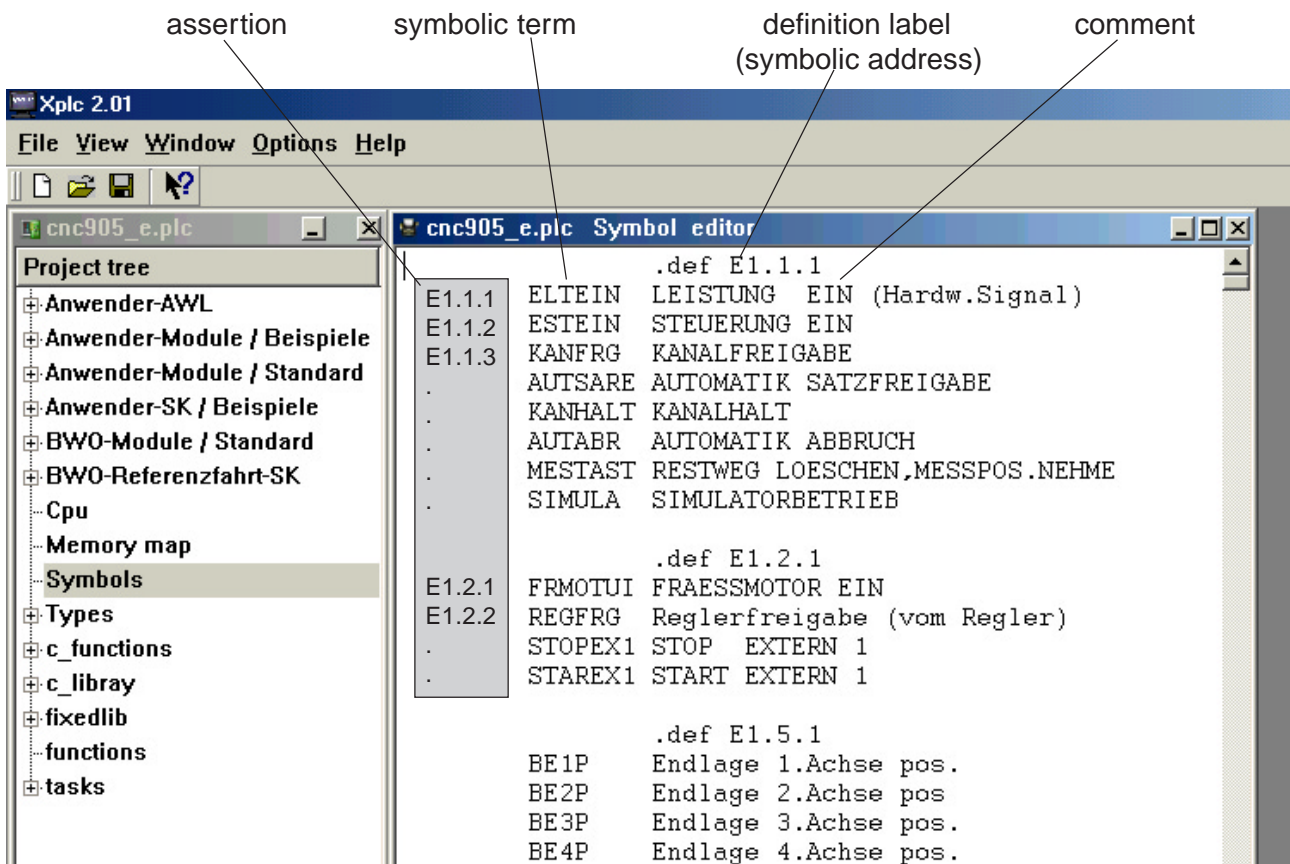 assertion symbolic term definition label comment
(symbolic address)
Xplc 2.01
File View Window Options Help
cnc905_e.plc
Project tree
Anwender-AWL
Anwender-Module / Beispiele
Anwender-Module / Standard
Anwender-SK / Beispiele
BWO-Module / Standard
BWO-Referenzfahrt-SK
Cpu
Memory map
Symbols
Types
c_functions
c_libray
fixedlib
functions
tasks
cnc905_e.plc Symbol editor
.def E1.1.1
E1.1.1 ELTEIN LEISTUNG EIN (Hardw.Signal)
E1.1.2 ESTEIN STEUERUNG EIN
E1.1.3 KANFRG KANALFREIGABE
. AUTSARE AUTOMATIK SATZFREIGABE
. KANHALT KANALHALT
. AUTABR AUTOMATIK ABBRUCH
. MESTAST RESTWEG LOESCHEN,MESSPOS.NEHME
. SIMULA SIMULATORBETRIEB
.def E1.2.1
E1.2.1 FRMOTUI FRAESSMOTOR EIN
E1.2.2 REGFRG Reglerfreigabe (vom Regler)
. STOPEX1 STOP EXTERN 1
. STAREX1 START EXTERN 1
.def E1.5.1
BE1P Endlage 1.Achse pos.
BE2P Endlage 2.Achse pos
BE3P Endlage 3.Achse pos.
BE4P Endlage 4.Achse pos.